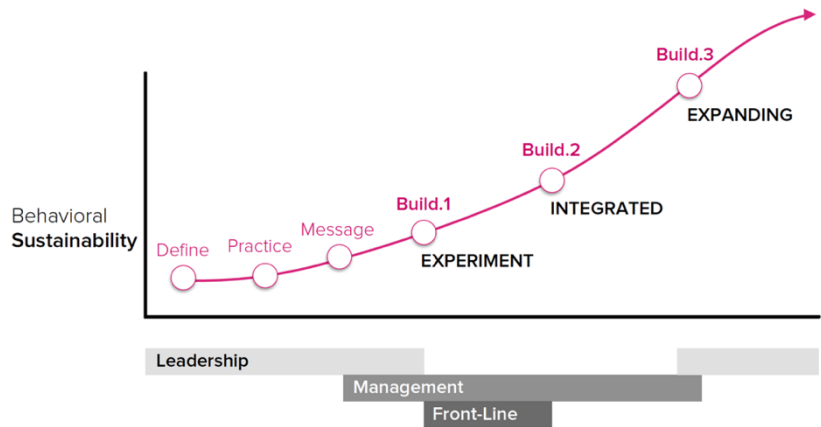 Build.3
EXPANDING
Build.2
INTEGRATED
Build.1
EXPERIMENT
Message
Practice
Define
Behavioral
Sustainability
Leadership
Management
Front-Line